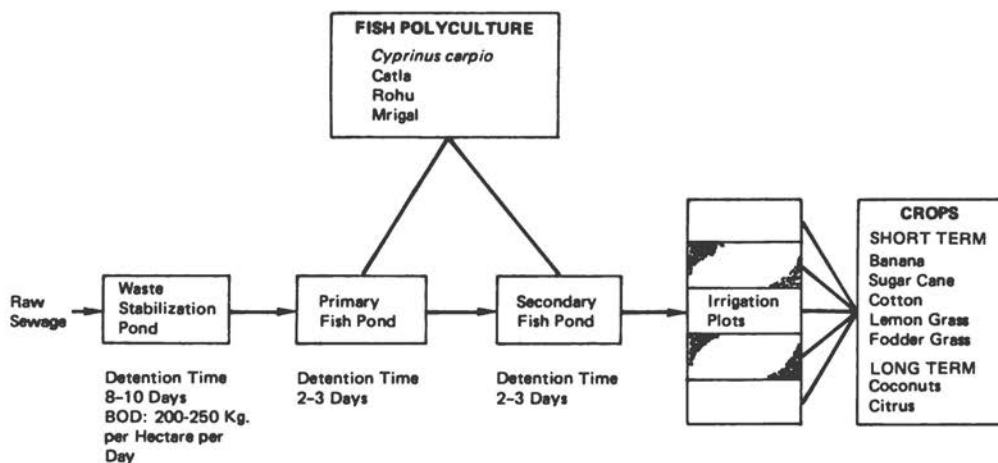 FISH POLYCULTURE
Cyprinus carpio
Catla
Rohu
Mrigal
Raw
Sewage
Waste
Stabilization
Pond
Detention Time
8-10 Days
BOD: 200-250 Kg.
per Hectare per
Day
Primary
Fish Pond
Detention Time
2-3 Days
Secondary
Fish Pond
Detention Time
2-3 Days
Irrigation
Plots
CROPS
SHORT TERM
Banana
Sugar Cane
Cotton
Lemon Grass
Fodder Grass
LONG TERM
Coconuts
Citrus